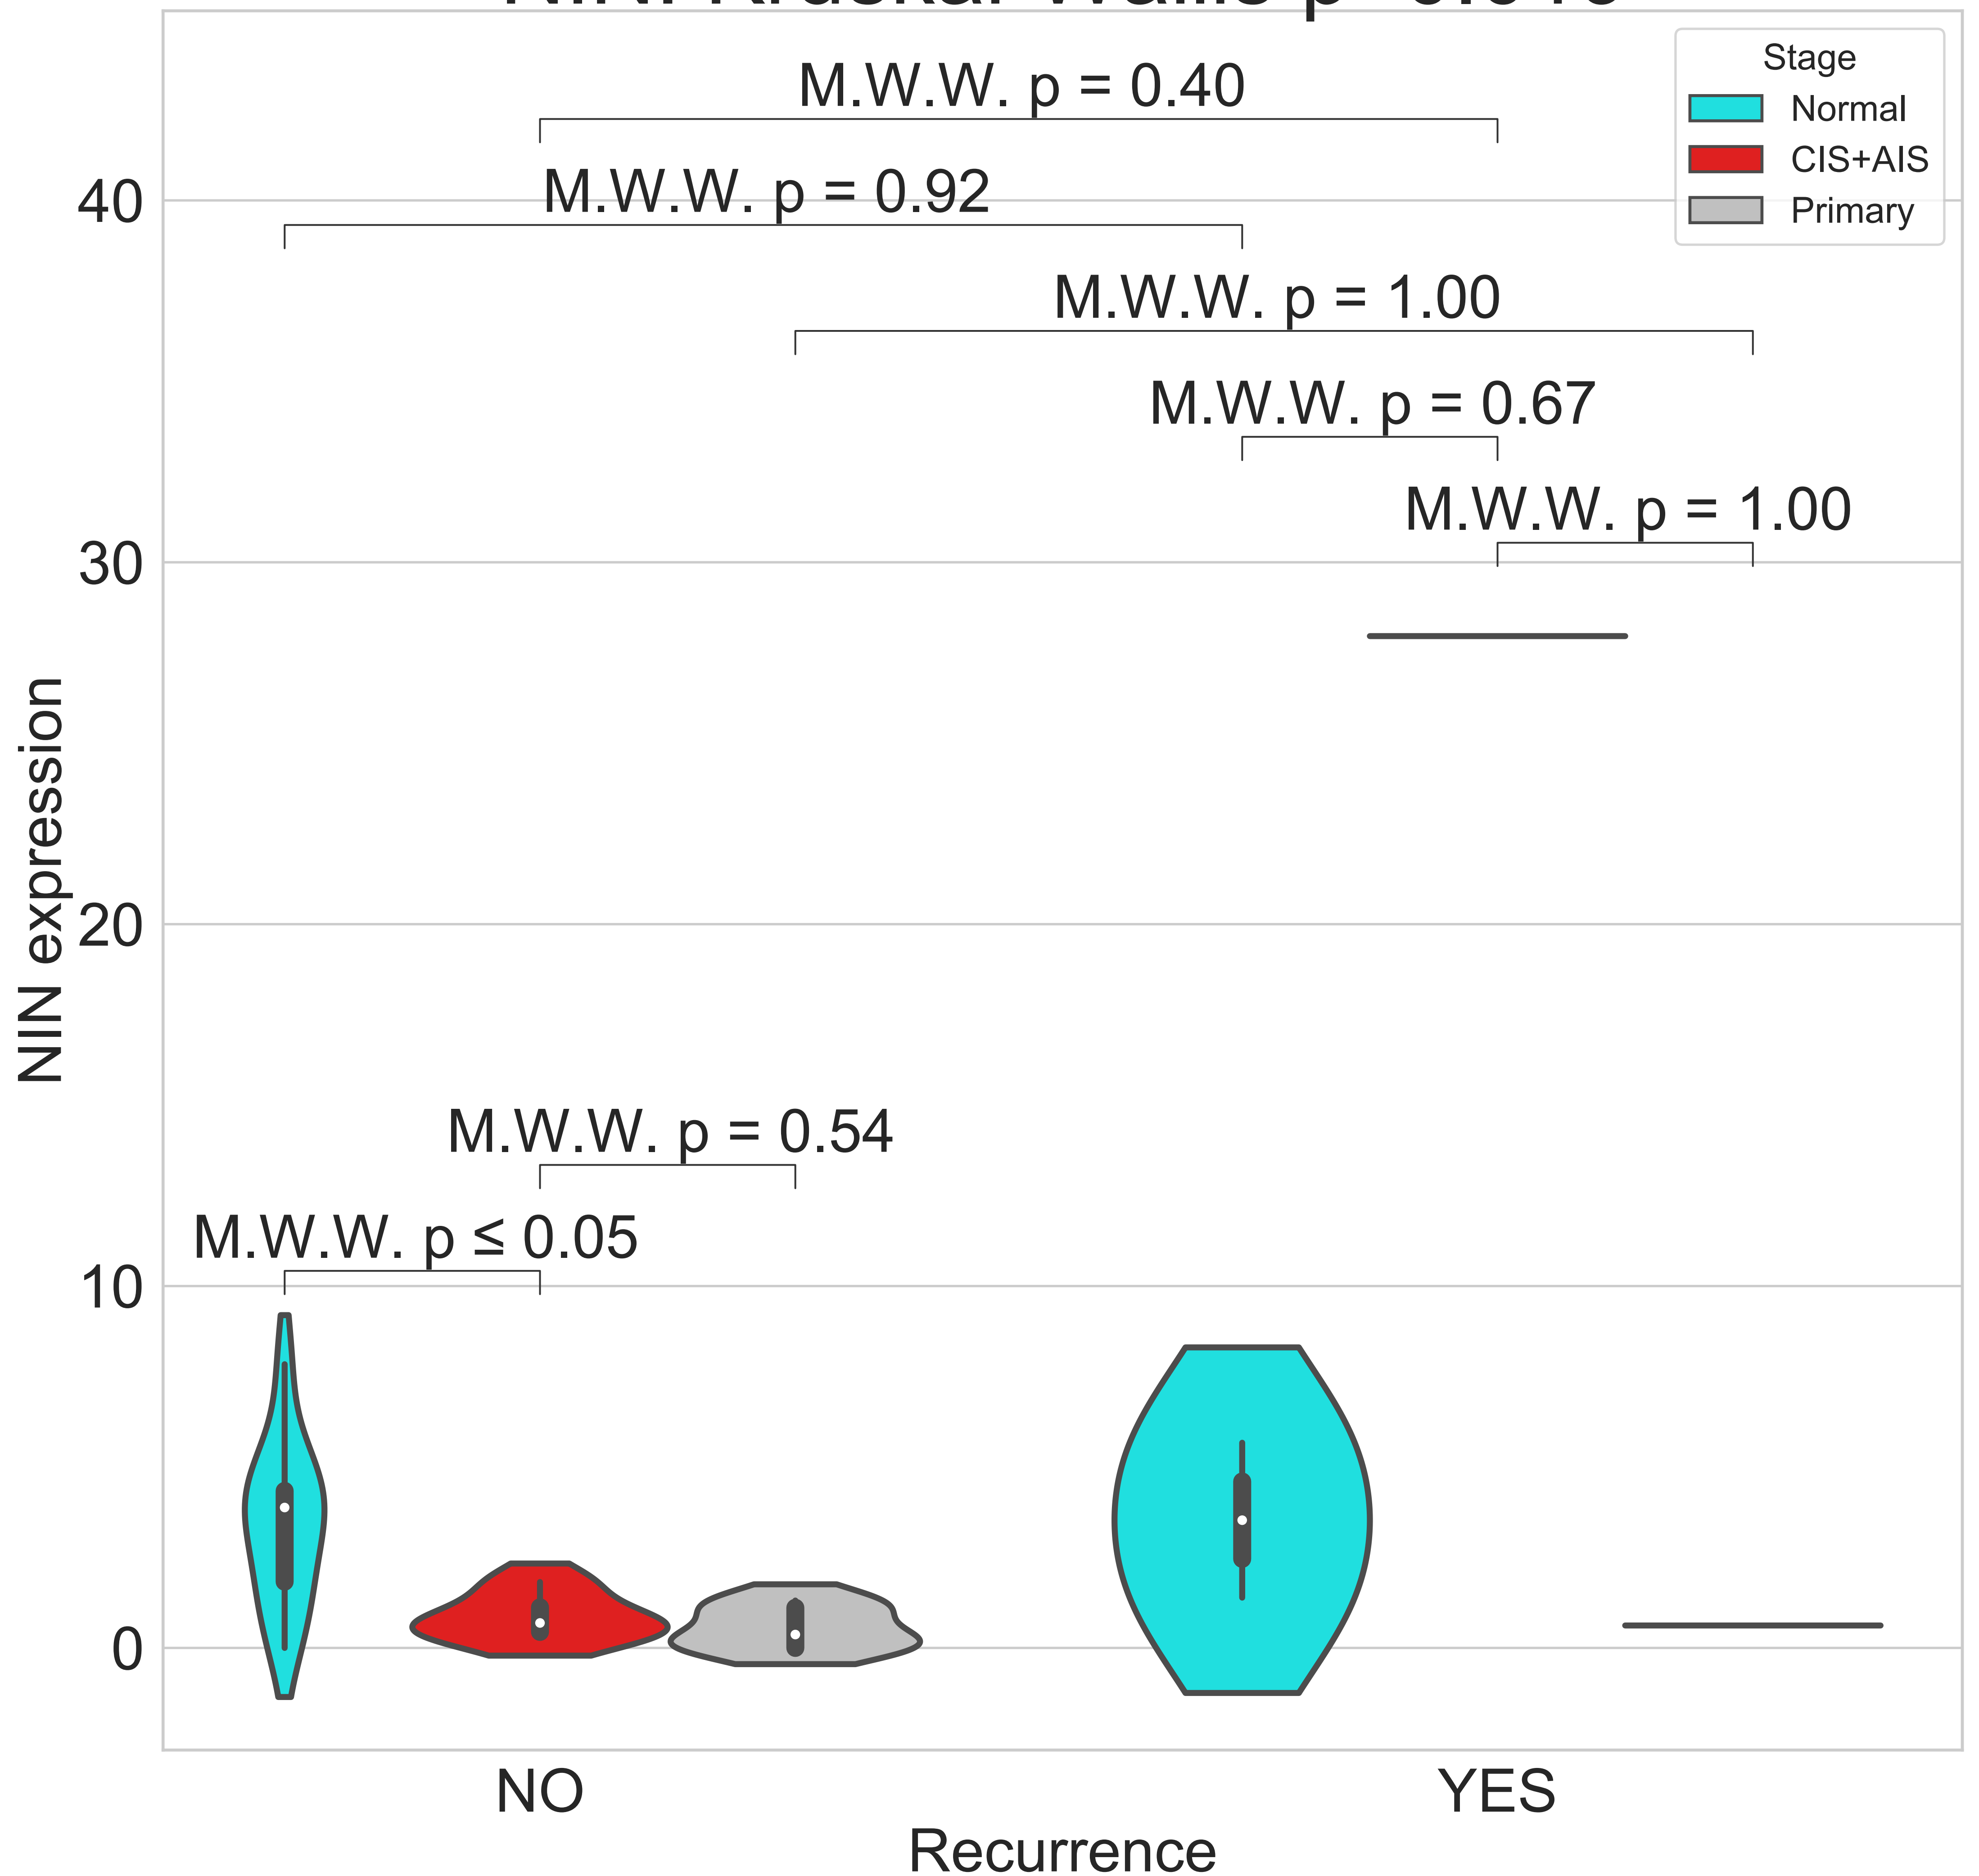 M.W.W. p = 0.40
M.W.W. p = 0.92
M.W.W. p = 1.00
M.W.W. p = 0.67
M.W.W. p = 1.00
M.W.W. p = 0.54
M.W.W. p ≤ 0.05
Stage
Normal
CIS+AIS
Primary
NIN expression
40
30
20
10
0
NO
YES
Recurrence